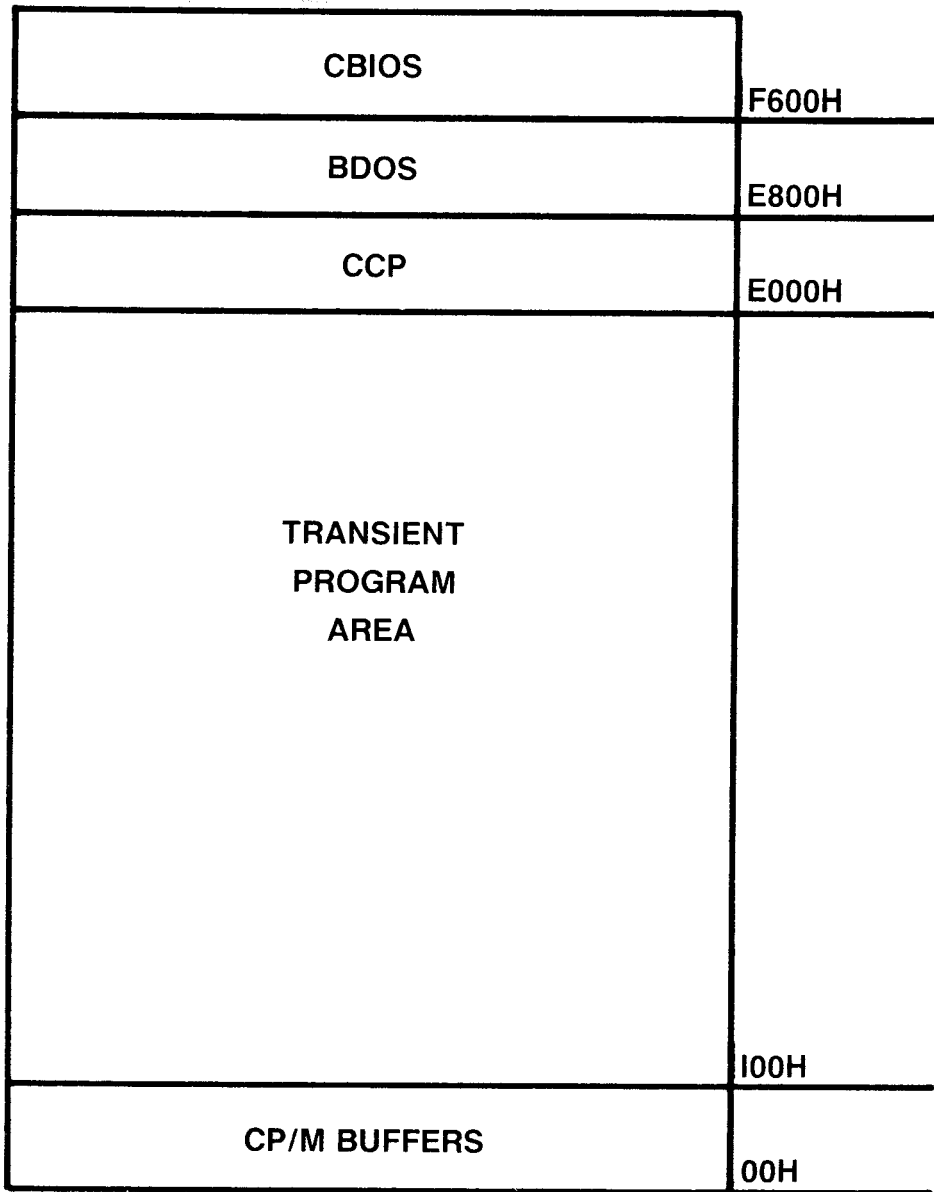 CBIOS
F600H
BDOS
E800H
CCP
E000H
TRANSIENT
PROGRAM
AREA
I00H
CP/M BUFFERS
00H